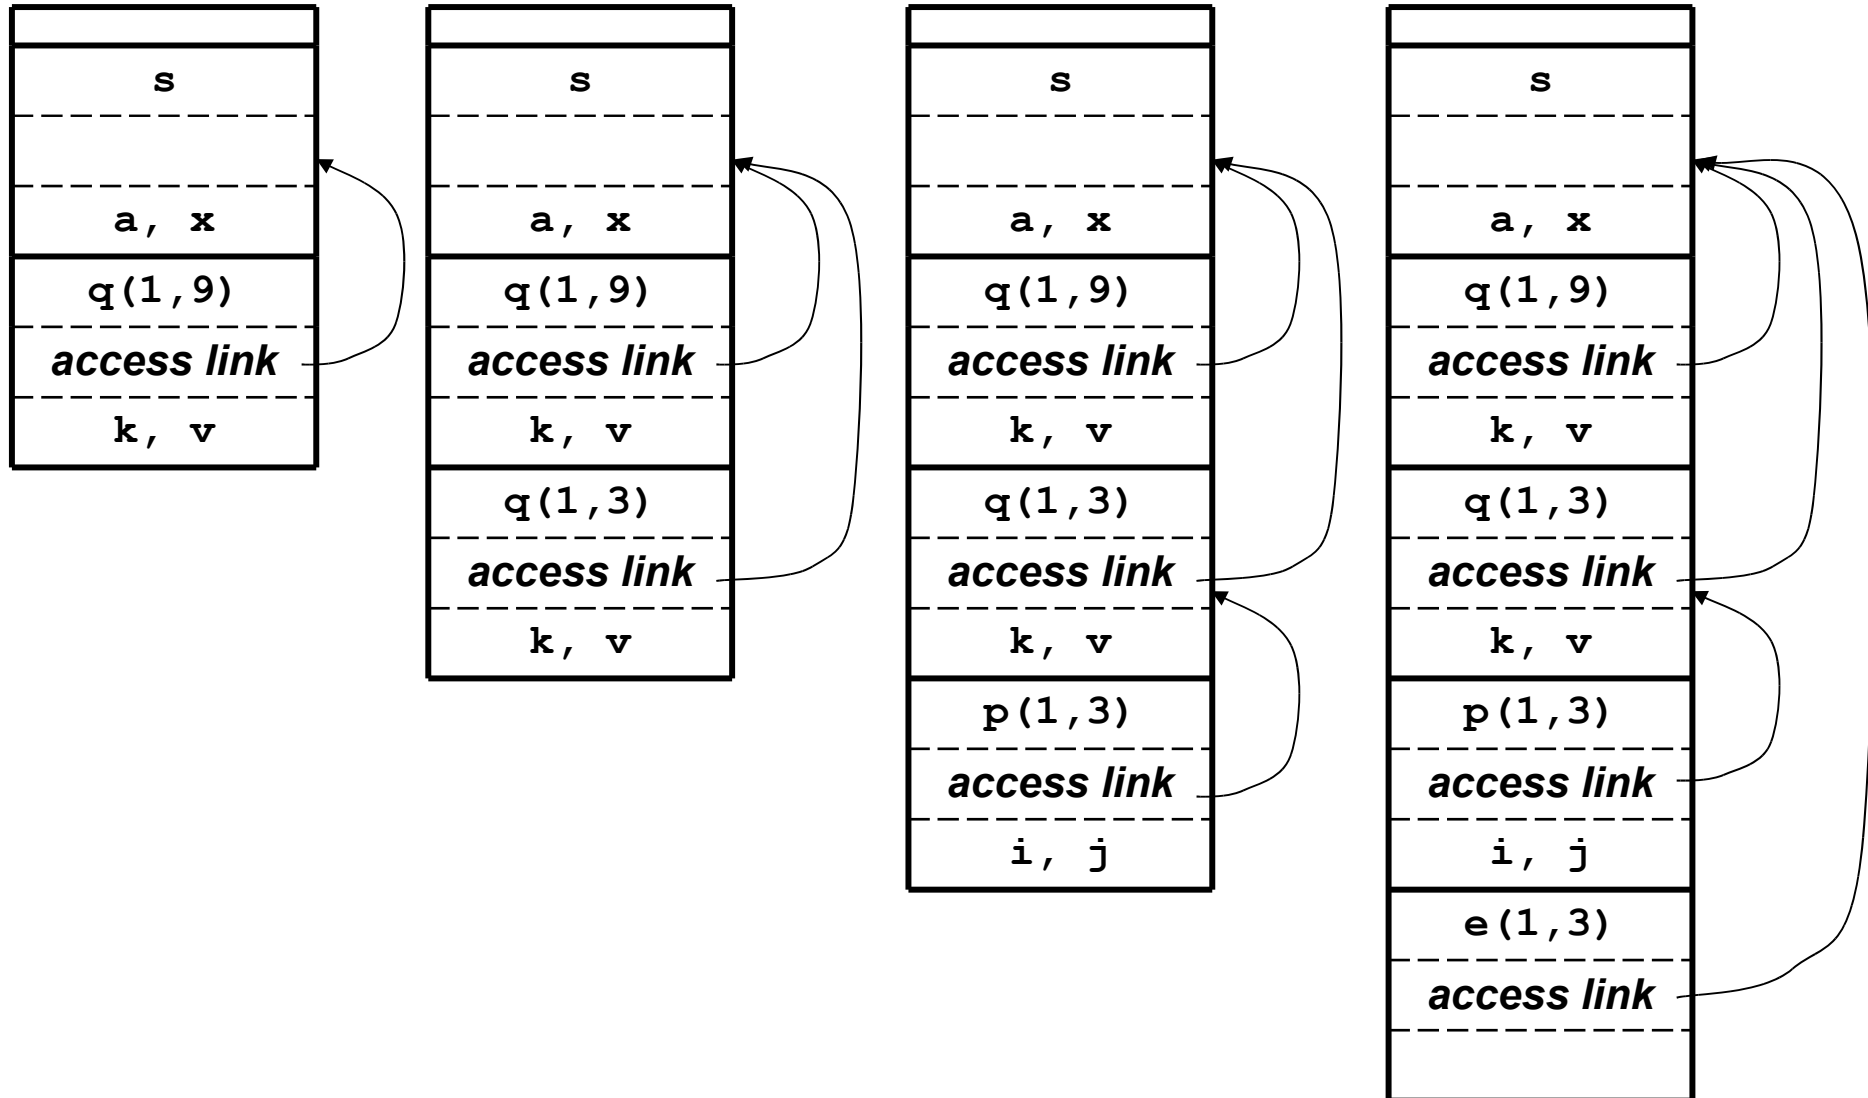 s
a, x
q(1,9)
access link
k, v
s
a, x
q(1,9)
access link
k, v
q(1,3)
access link
k, v
s
a, x
q(1,9)
access link
k, v
q(1,3)
access link
k, v
p(1,3)
access link
i, j
s
a, x
q(1,9)
access link
k, v
q(1,3)
access link
k, v
p(1,3)
access link
i, j
e(1,3)
access link